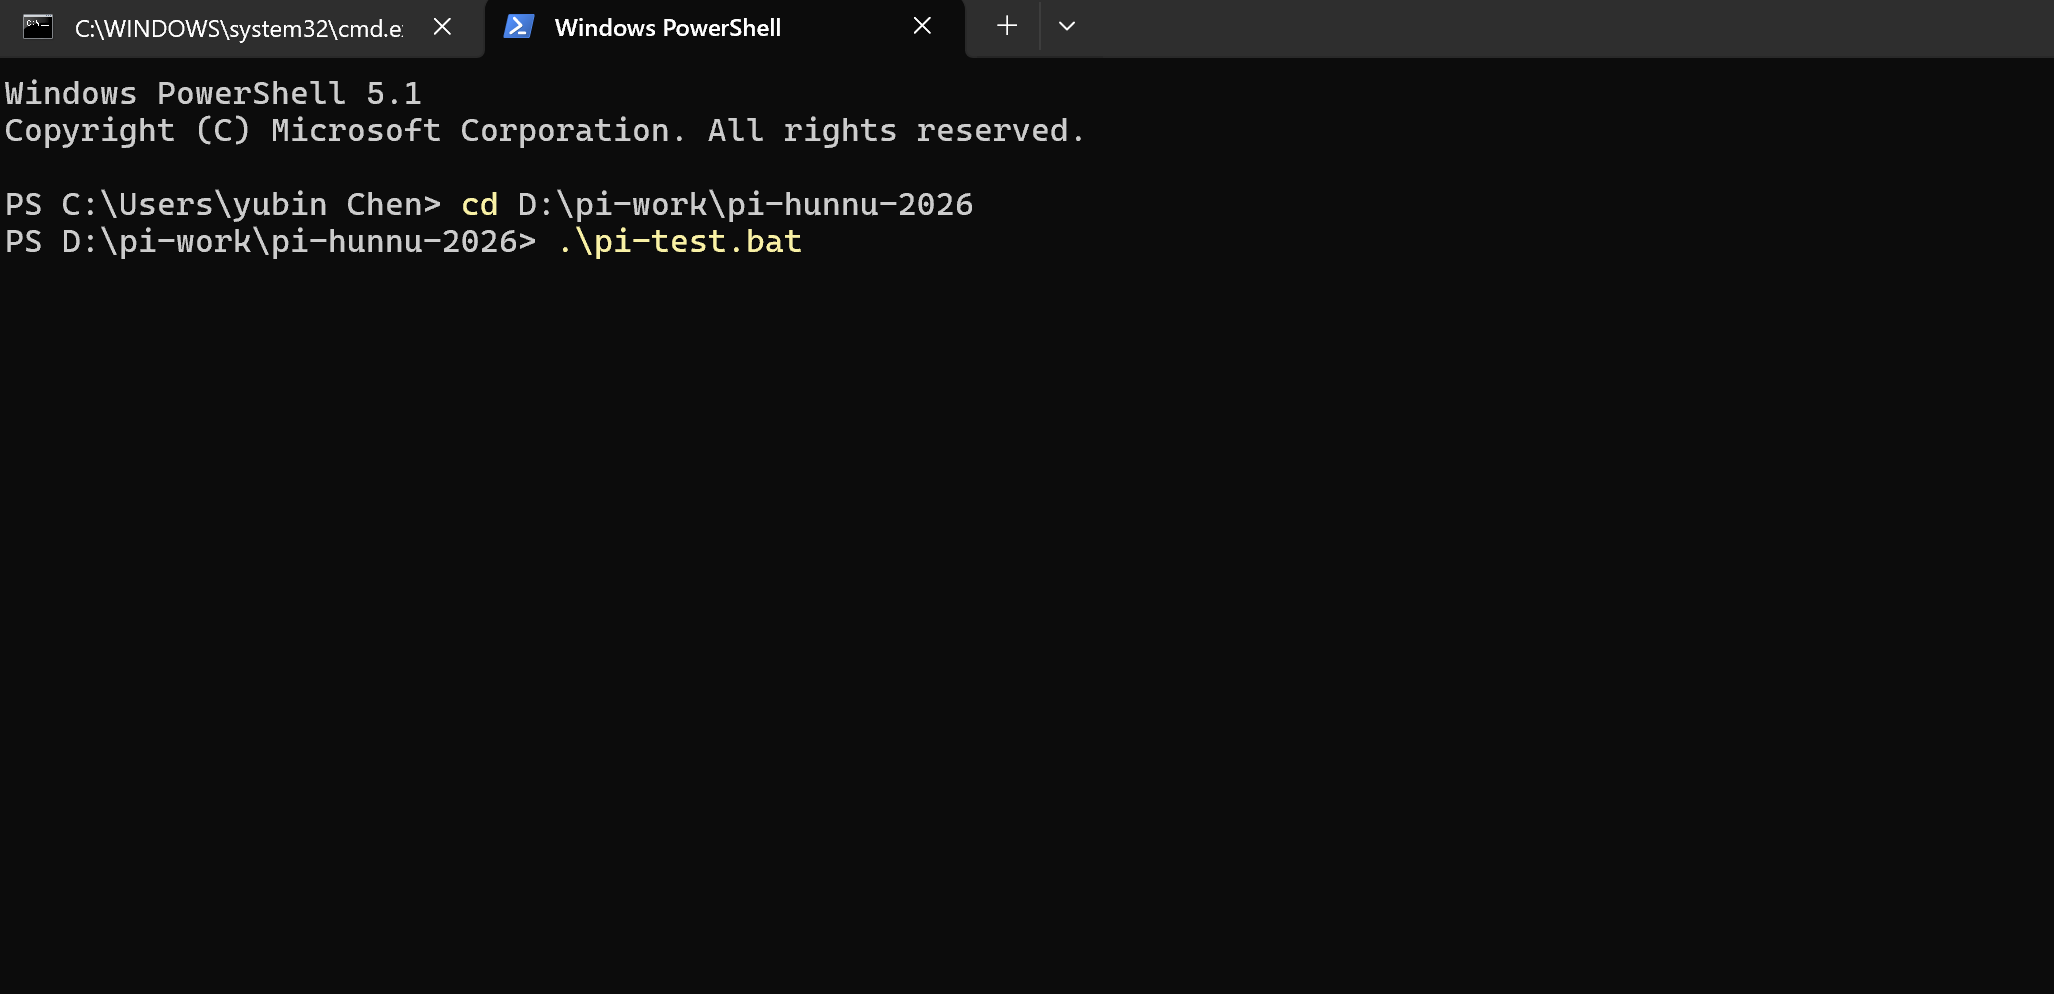 C:\WINDOWS\system32\cmd.e
Windows PowerShell
Windows PowerShell 5.1
Copyright (C) Microsoft Corporation. All rights reserved.
PS C:\Users\yubin Chen> cd D:\pi-work\pi-hunnu-2026
PS D:\pi-work\pi-hunnu-2026> .\pi-test.bat